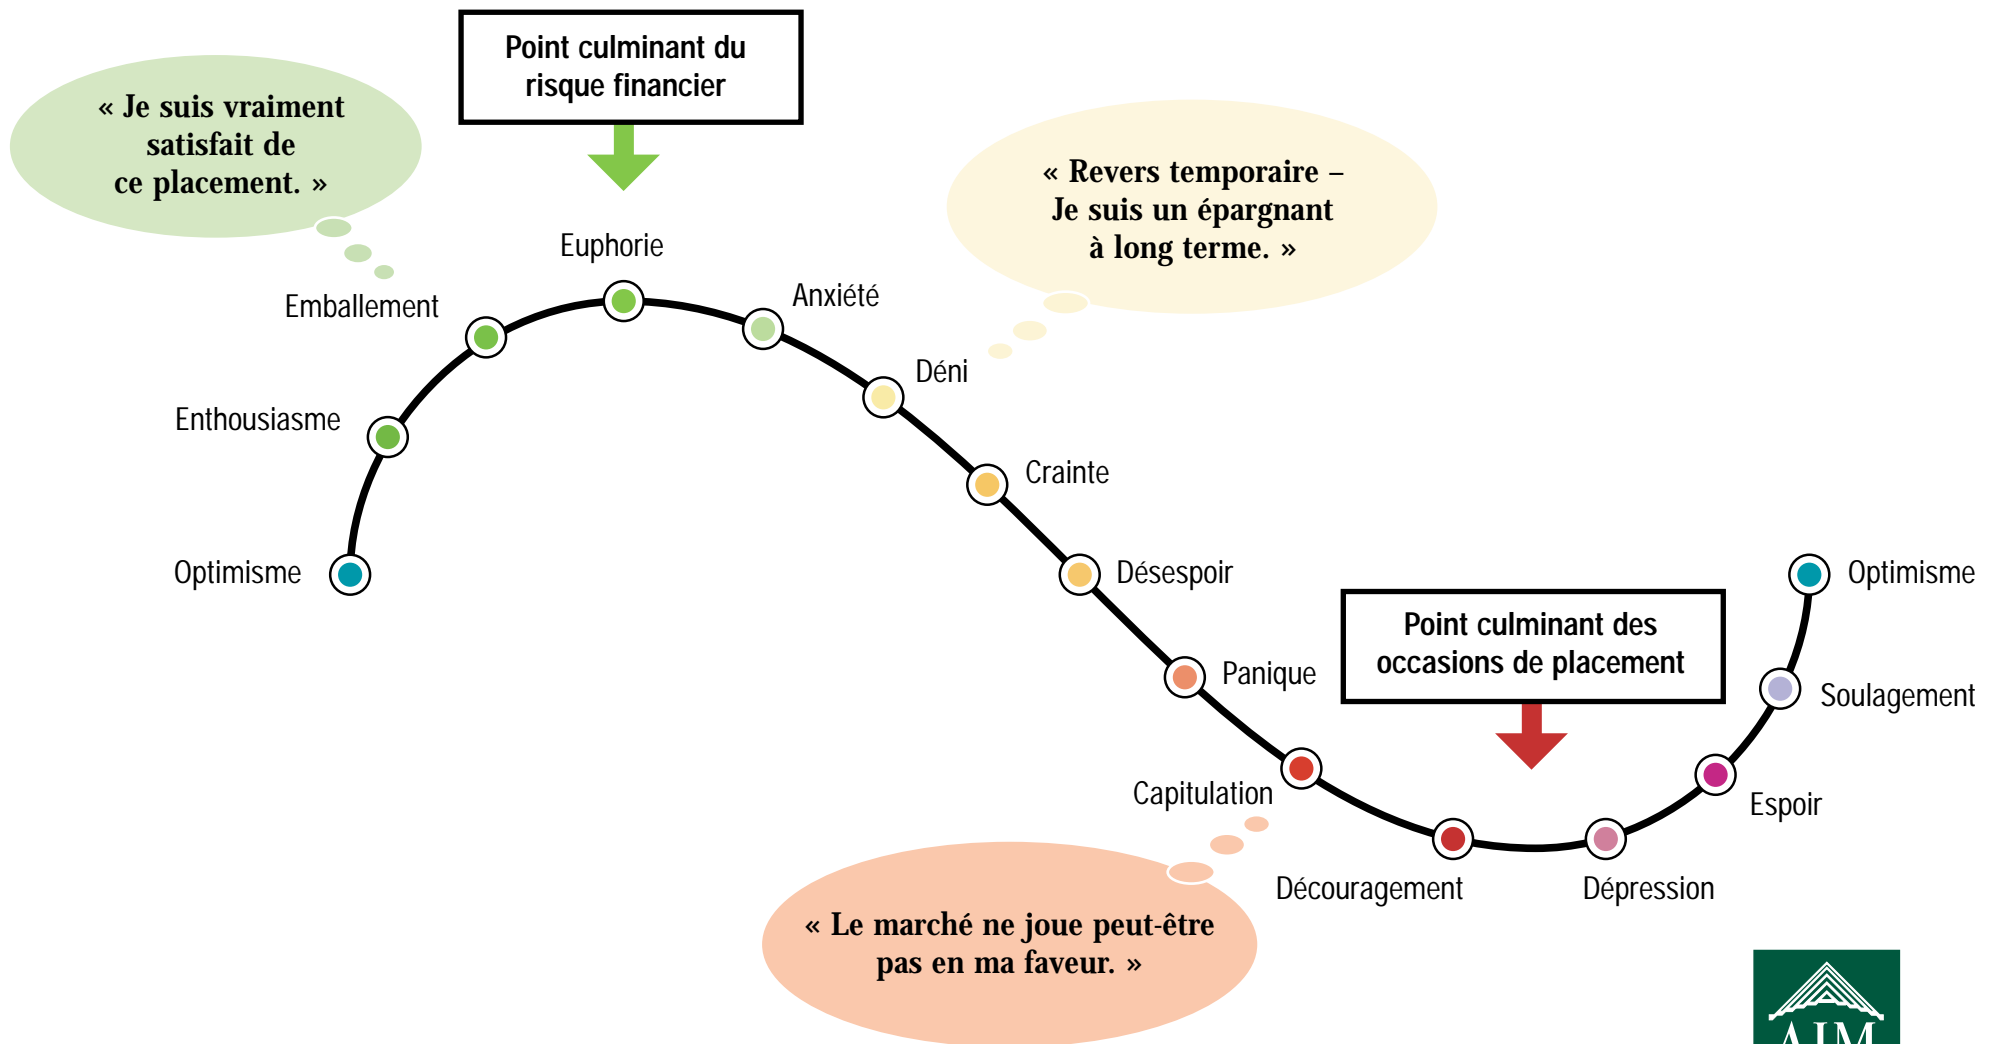 Point culminant du
risque financier
« Je suis vraiment
satisfait de
ce placement. »
« Revers temporaire –
Je suis un épargnant
à long terme. »
Euphorie
Emballement
Anxiété
Déni
Enthousiasme
Crainte
Optimisme
Désespoir
Optimisme
Point culminant des
occasions de placement
Panique
Soulagement
Capitulation
Espoir
Découragement
Dépression
« Le marché ne joue peut-être
pas en ma faveur. »
AIM